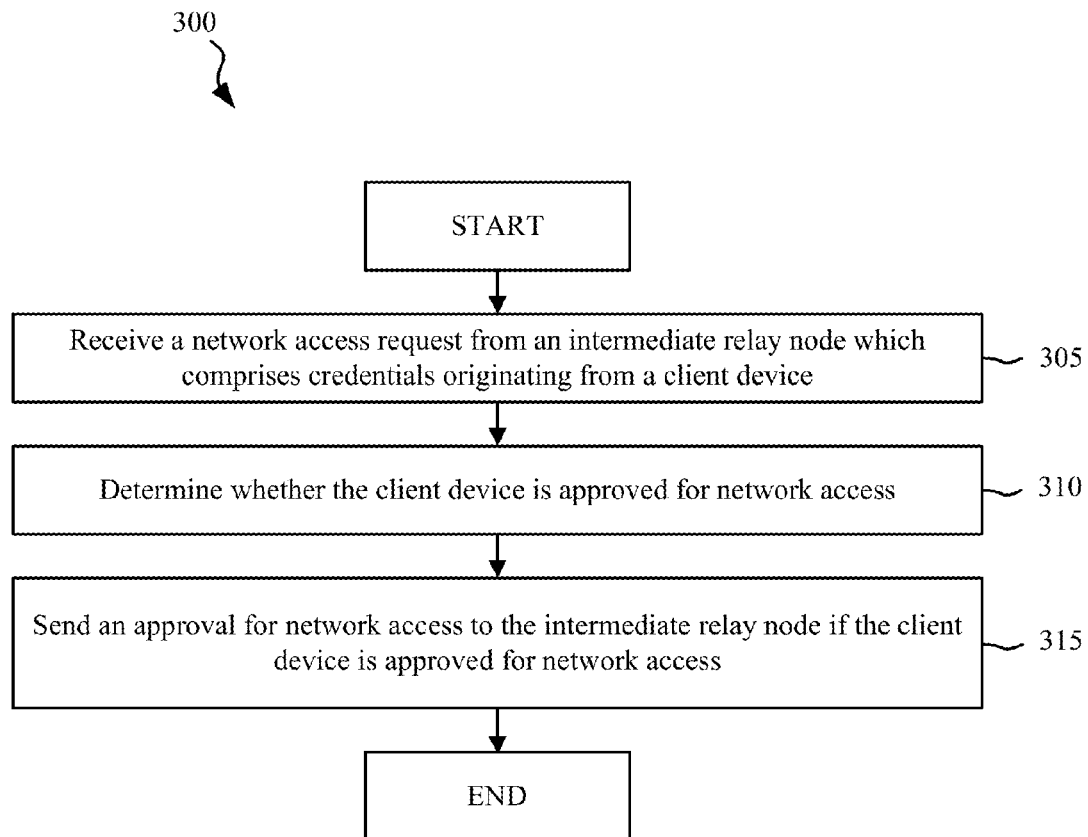 300
START
Receive a network access request from an intermediate relay node which
comprises credentials originating from a client device
305
Determine whether the client device is approved for network access
310
Send an approval for network access to the intermediate relay node if the client
device is approved for network access
315
END